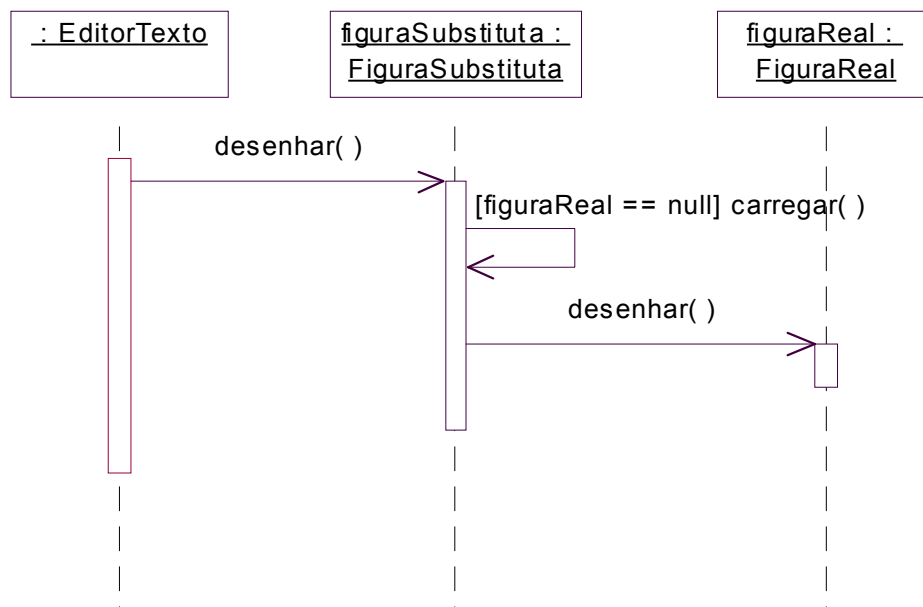 : EditorTexto
figuraSubstituta :
FiguraSubstituta
figuraReal :
FiguraReal
desenhar( )
[figuraReal == null] carregar( )
desenhar( )